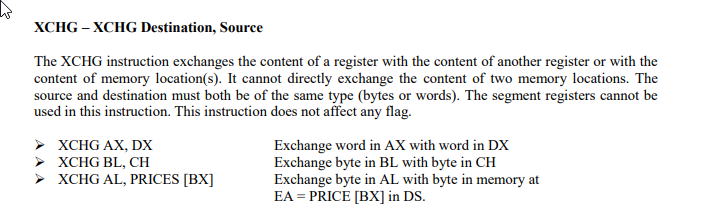 XCHG – XCHG Destination, Source
The XCHG instruction exchanges the content of a register with the content of another register or with the
content of memory location(s). It cannot directly exchange the content of two memory locations. The
source and destination must both be of the same type (bytes or words). The segment registers cannot be
used in this instruction. This instruction does not affect any flag.
➢ XCHG AX, DX Exchange word in AX with word in DX
➢ XCHG BL, CH Exchange byte in BL with byte in CH
➢ XCHG AL, PRICES [BX] Exchange byte in AL with byte in memory at
EA = PRICE [BX] in DS.